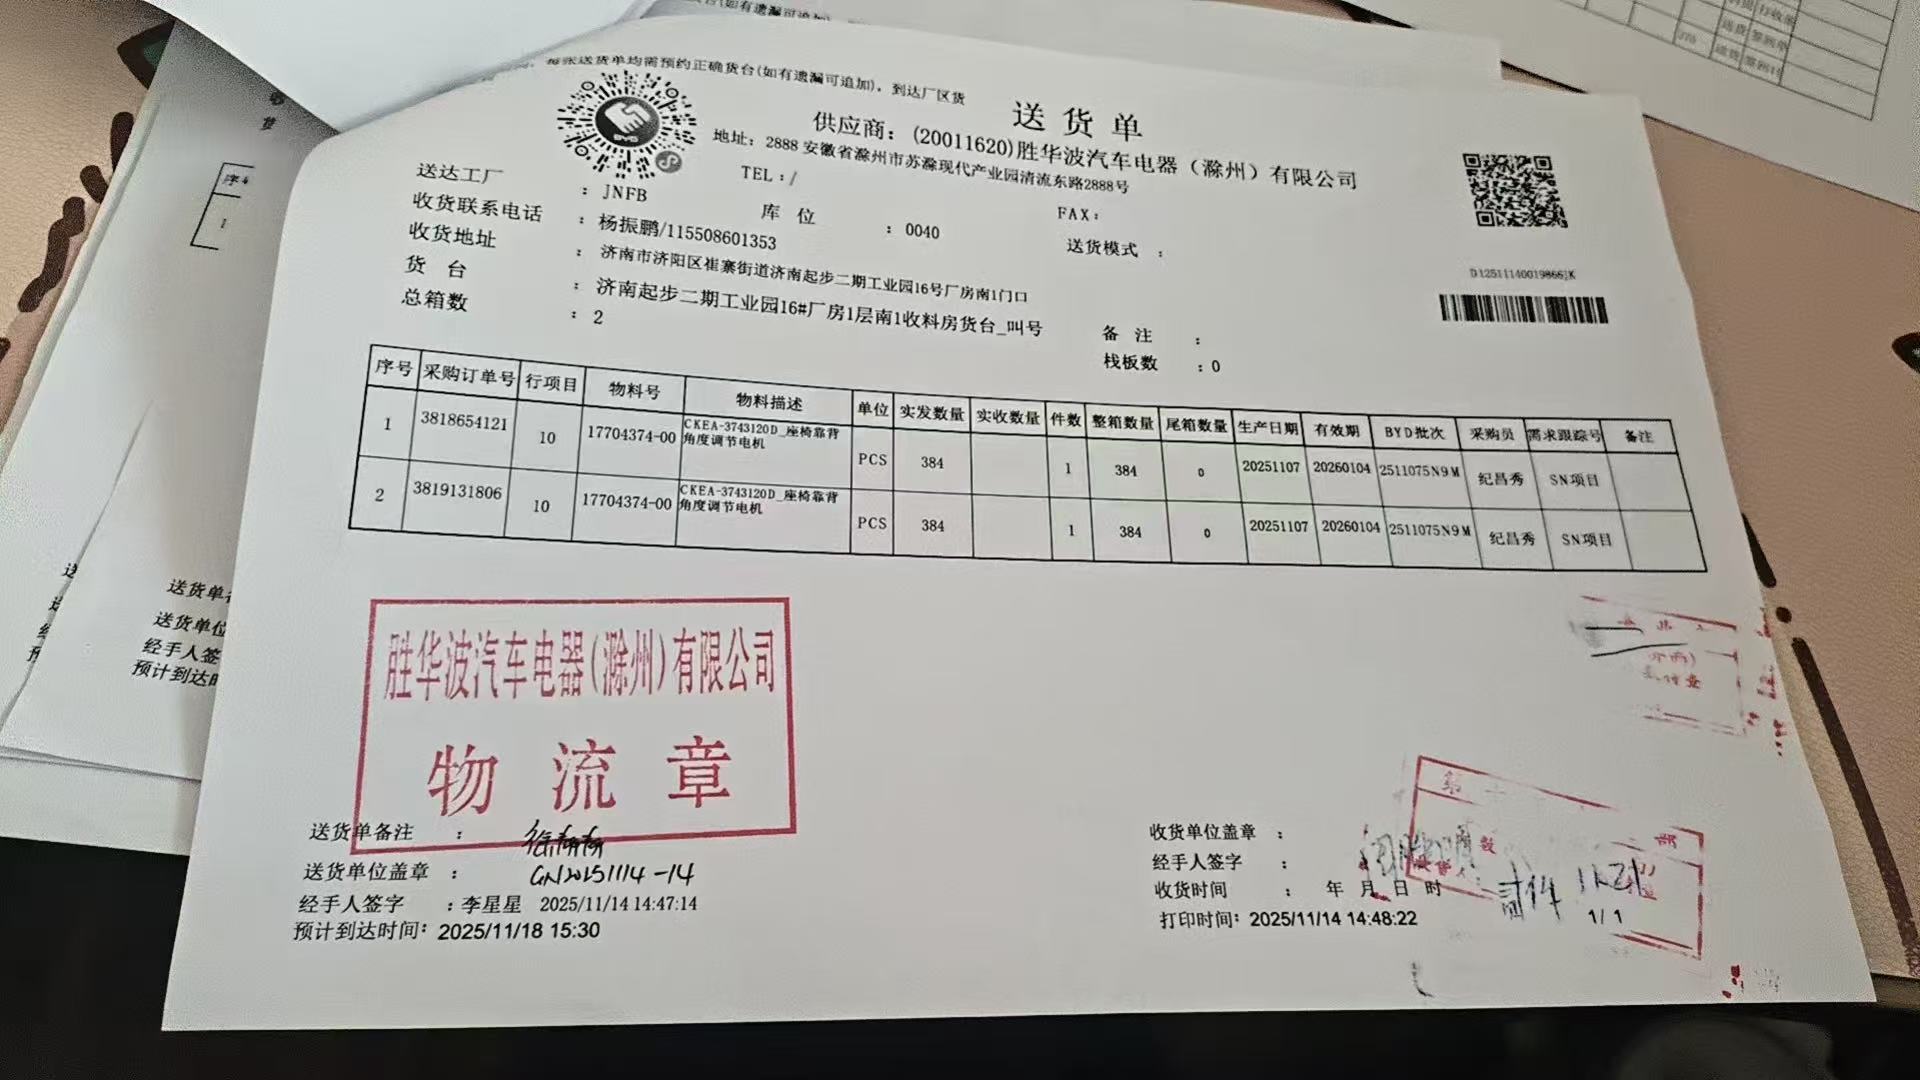 每张送货单均需预约正确货台(如有遗漏可追加)，到达厂区货
送货单
供应商：(20011620)胜华波汽车电器（滁州）有限公司
地址：2888 安徽省滁州市苏滁现代产业园清流东路2888号
TEL：/
FAX：
送达工厂 ：JNFB
库 位 ：0040
送货模式 ：
收货联系电话 ：杨振鹏/115508601353
收货地址 ：济南市济阳区崔寨街道济南起步二期工业园16号厂房南1门口
货 台 ：济南起步二期工业园16#厂房1层南1收料房货台_叫号
总箱数 ：2
备 注 ：
栈板数 ：0
D12511140019866JK
序号 采购订单号 行项目 物料号 物料描述 单位 实发数量 实收数量 件数 整箱数量 尾箱数量 生产日期 有效期 BYD批次 采购员 需求跟踪号 备注
1 3818654121 10 17704374-00 CKEA-3743120D_座椅靠背角度调节电机 PCS 384 1 384 0 20251107 20260104 2511075N9M 纪昌秀 SN项目
2 3819131806 10 17704374-00 CKEA-3743120D_座椅靠背角度调节电机 PCS 384 1 384 0 20251107 20260104 2511075N9M 纪昌秀 SN项目
胜华波汽车电器(滁州)有限公司
物流章
送货单备注 ：
送货单位盖章 ： GN20251114-14
经手人签字 ：李星星 2025/11/14 14:47:14
预计到达时间：2025/11/18 15:30
收货单位盖章 ：
经手人签字 ：
收货时间 ： 年 月 日 时
打印时间：2025/11/14 14:48:22
1/1
送货单位
经手人签
预计到达时